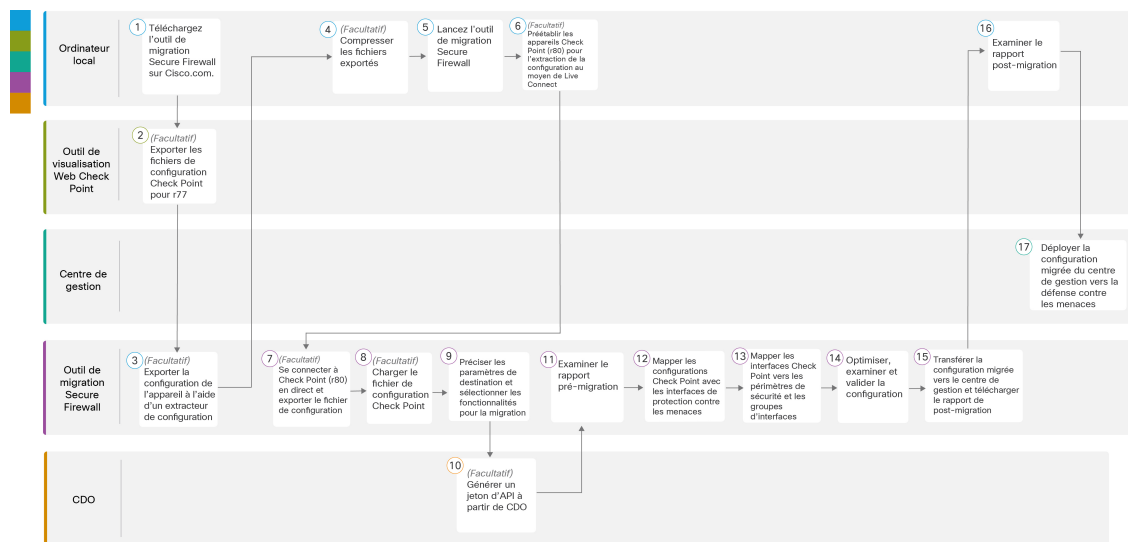 Ordinateur
local
1
Téléchargez
l'outil de
migration
Secure Firewall
sur Cisco.com.
4
(Facultatif)
Compresser
les fichiers
exportés
5
Lancez l'outil
de migration
Secure
Firewall
6
(Facultatif)
Préétablir les
appareils Check
Point (r80) pour
l'extraction de la
configuration au
moyen de Live
Connect
16
Examiner le
rapport
post-migration
Outil de
visualisation
Web Check
Point
2
(Facultatif)
Exporter les
fichiers de
configuration
Check Point
pour r77
Centre de
gestion
17
Déployer la
configuration
migrée du centre
de gestion vers la
défense contre
les menaces
Outil de
migration
Secure
Firewall
3
(Facultatif)
Exporter la
configuration de
l'appareil à l'aide
d'un extracteur
de configuration
7
(Facultatif)
Se connecter à
Check Point (r80)
en direct et
exporter le fichier
de configuration
8
(Facultatif)
Charger le
fichier de
configuration
Check Point
9
Préciser les
paramètres de
destination et
sélectionner les
fonctionnalités
pour la migration
11
Examiner le
rapport
pré-migration
12
Mapper les
configurations
Check Point avec
les interfaces de
protection contre
les menaces
13
Mapper les
interfaces Check
Point vers les
périmètres de
sécurité et les
groupes
d'interfaces
14
Optimiser,
examiner et
valider la
configuration
15
Transférer la
configuration migrée
vers le centre de
gestion et télécharger
le rapport de
post-migration
CDO
10
(Facultatif)
Générer un
jeton d'API à
partir de CDO